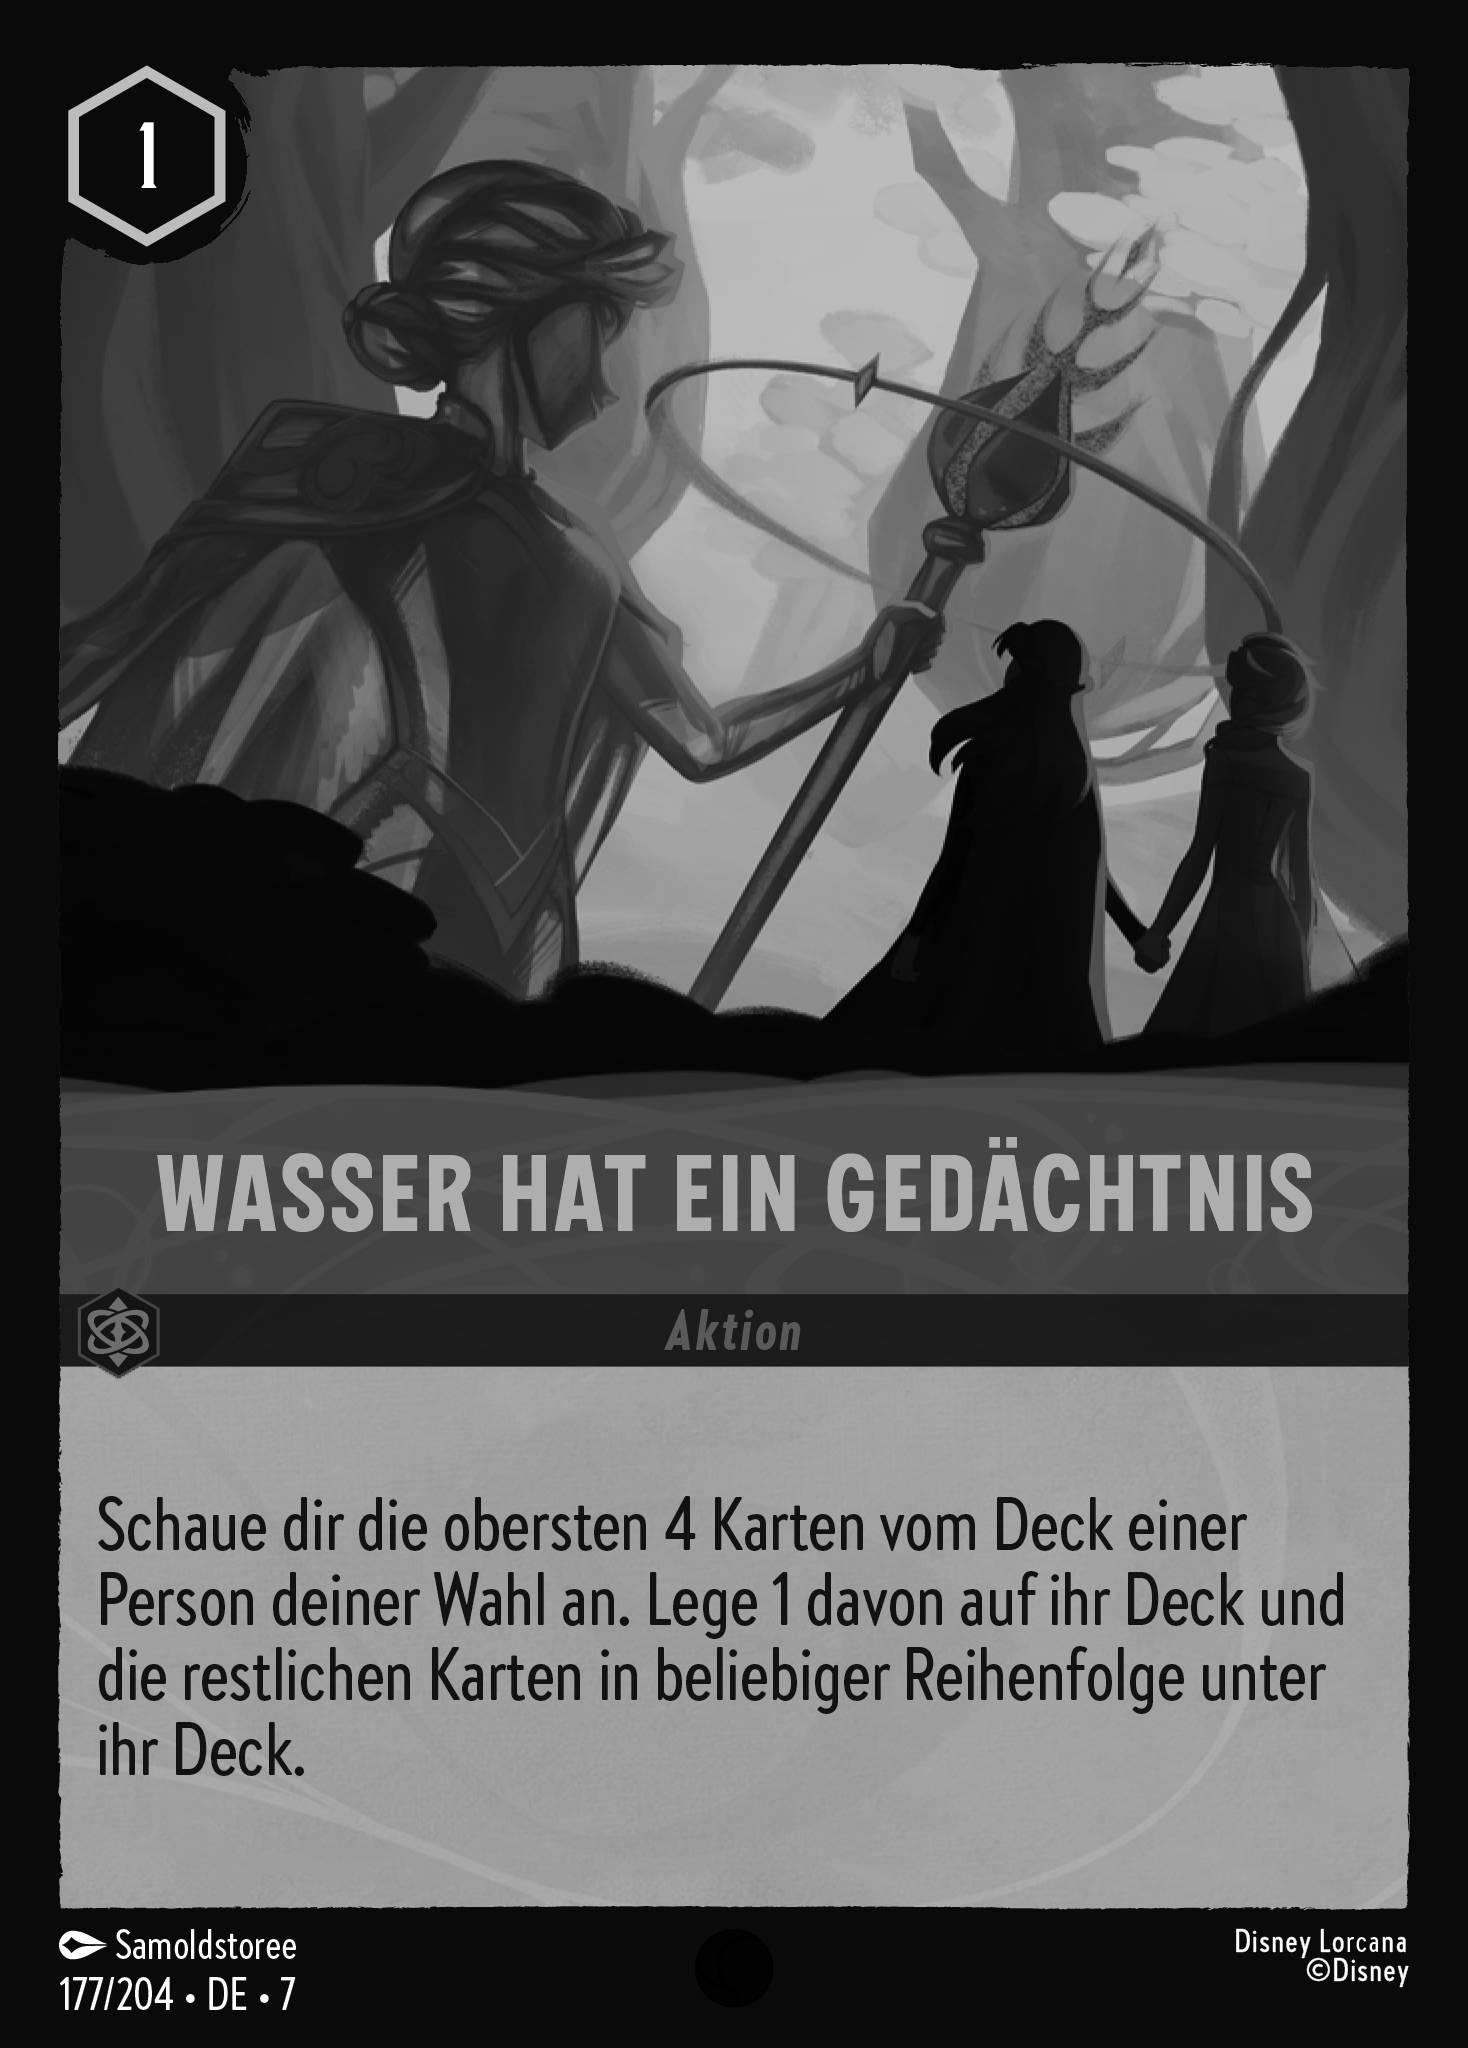 1
WASSER HAT EIN GEDÄCHTNIS
Aktion
Schaue dir die obersten 4 Karten vom Deck einer
Person deiner Wahl an. Lege 1 davon auf ihr Deck und
die restlichen Karten in beliebiger Reihenfolge unter
ihr Deck.
Samoldstoree
177/204 • DE • 7
Disney Lorcana
©Disney